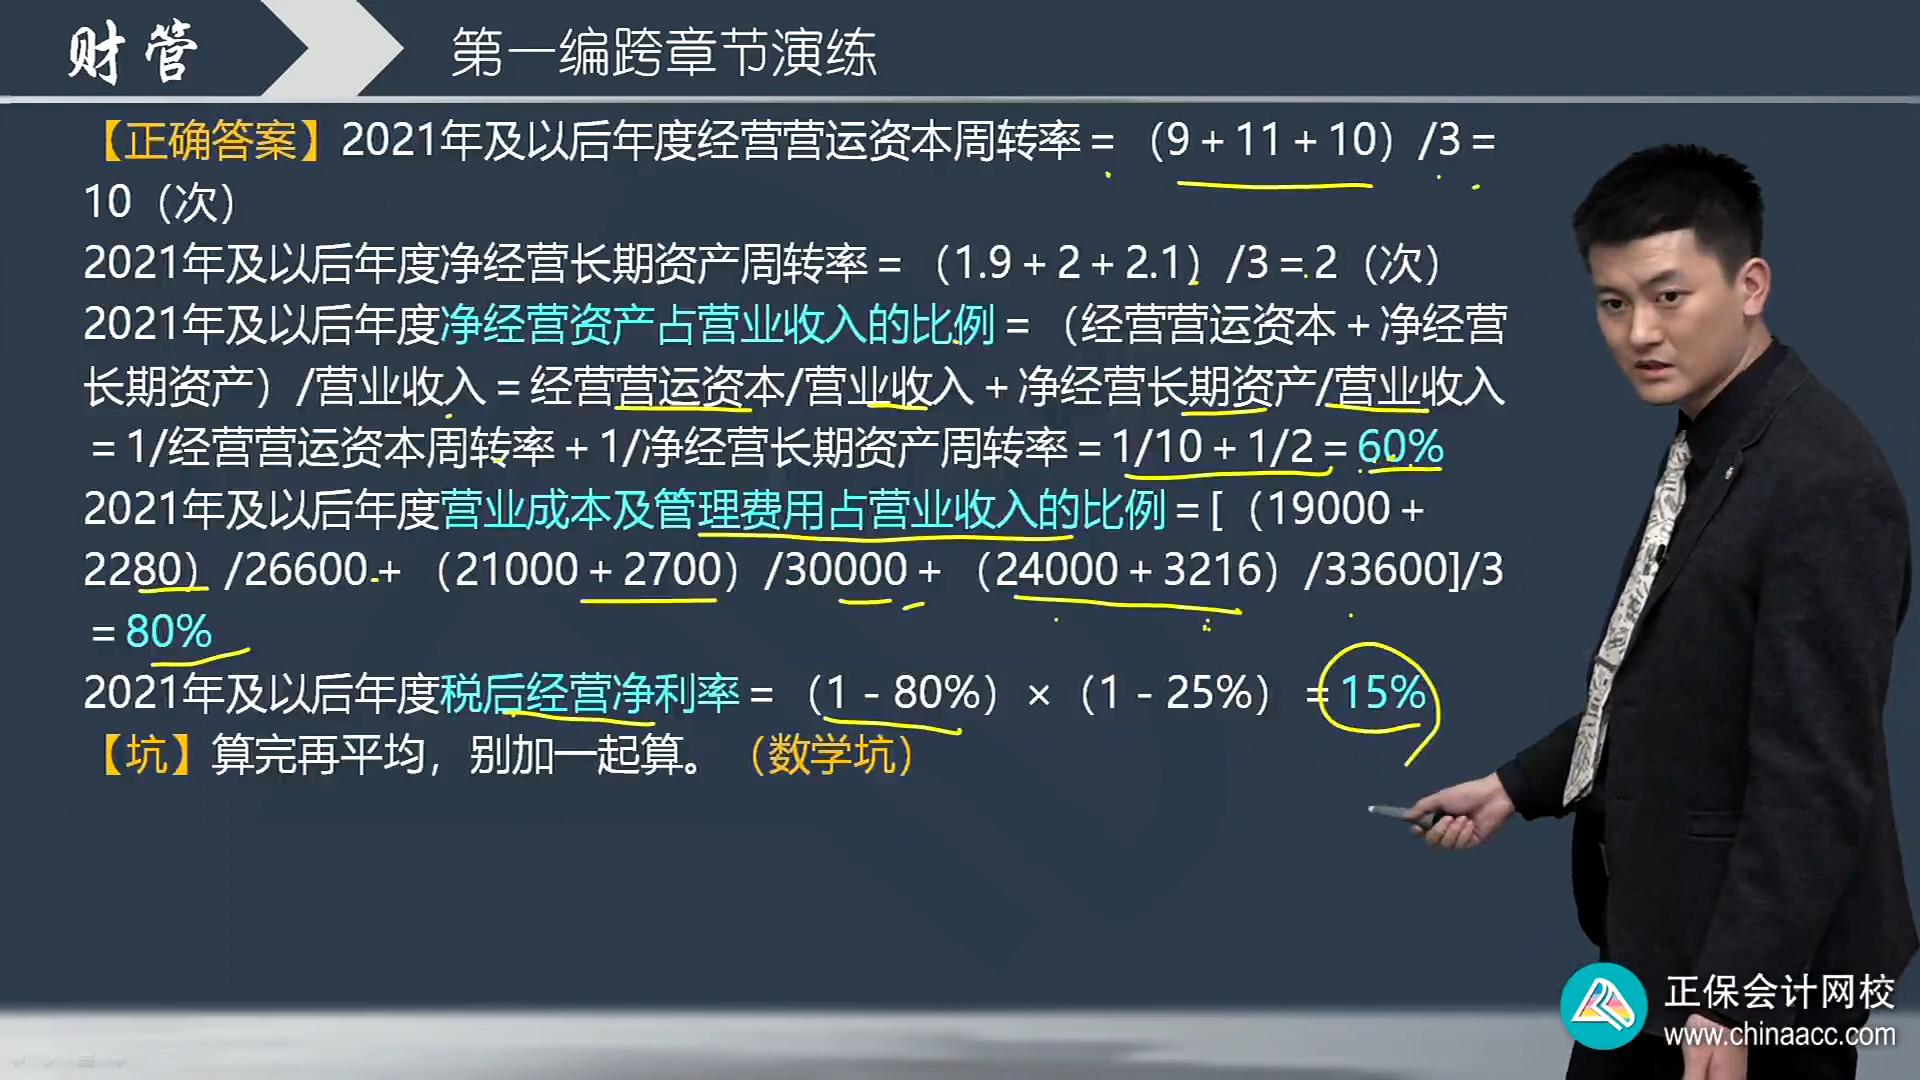 财管
第一编跨章节演练
【正确答案】2021年及以后年度经营营运资本周转率=(9+11+10)/3=
10(次)
2021年及以后年度净经营长期资产周转率=(1.9+2+2.1)/3=2(次)
2021年及以后年度净经营资产占营业收入的比例=(经营营运资本+净经营
长期资产)/营业收入=经营营运资本/营业收入+净经营长期资产/营业收入
=1/经营营运资本周转率+1/净经营长期资产周转率=1/10+1/2=60%
2021年及以后年度营业成本及管理费用占营业收入的比例=[(19000+
2280)/26600+(21000+2700)/30000+(24000+3216)/33600]/3
=80%
2021年及以后年度税后经营净利率=(1-80%)×(1-25%)=15%
【坑】算完再平均，别加一起算。(数学坑)
正保会计网校
www.chinaacc.com